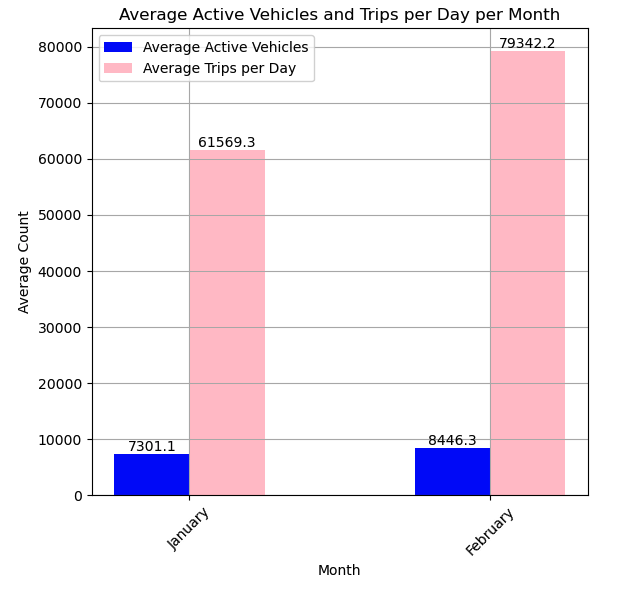 Average Active Vehicles and Trips per Day per Month
Average Active Vehicles
Average Trips per Day
79342.2
61569.3
8446.3
7301.1
80000
70000
60000
50000
40000
30000
20000
10000
0
Average Count
January
February
Month